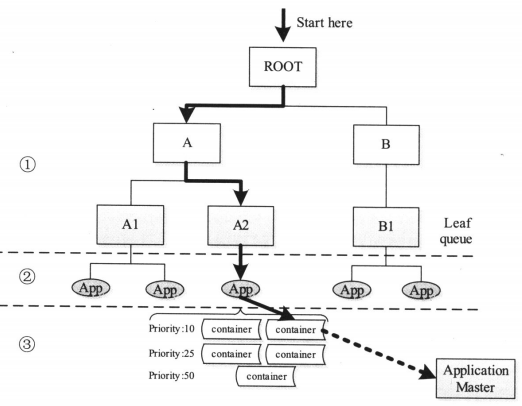 Start here
ROOT
①
A
B
A1
A2
B1
Leaf
queue
②
App
App
App
App
App
③
Priority:10 container container
Priority:25 container container
Priority:50 container
Application
Master